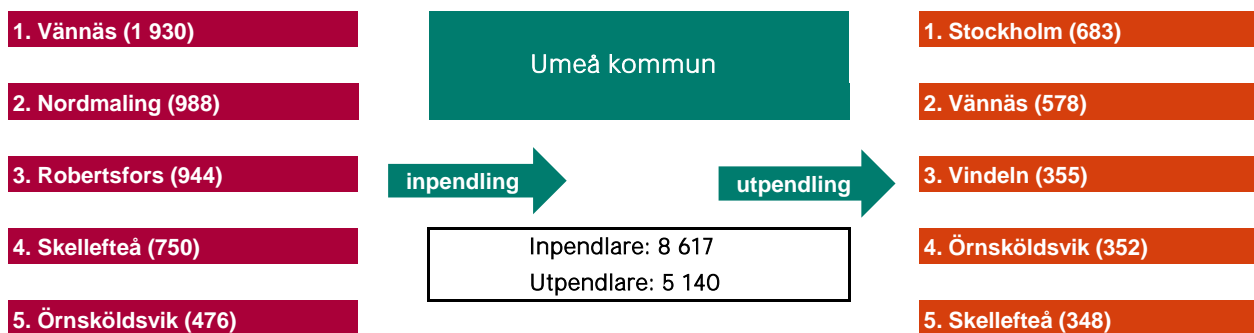 1. Vännäs (1 930)
2. Nordmaling (988)
3. Robertsfors (944)
4. Skellefteå (750)
5. Örnsköldsvik (476)
Umeå kommun
inpendling
utpendling
Inpendlare: 8 617
Utpendlare: 5 140
1. Stockholm (683)
2. Vännäs (578)
3. Vindeln (355)
4. Örnsköldsvik (352)
5. Skellefteå (348)